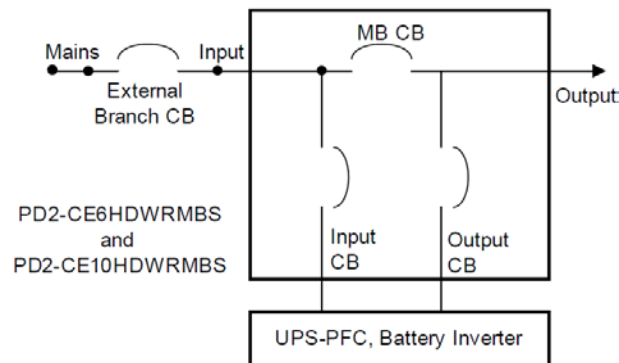 MB CB
Mains
Input
External
Branch CB
Output:
PD2-CE6HDWRMBS
and
PD2-CE10HDWRMBS
Input
CB
Output
CB
UPS-PFC, Battery Inverter